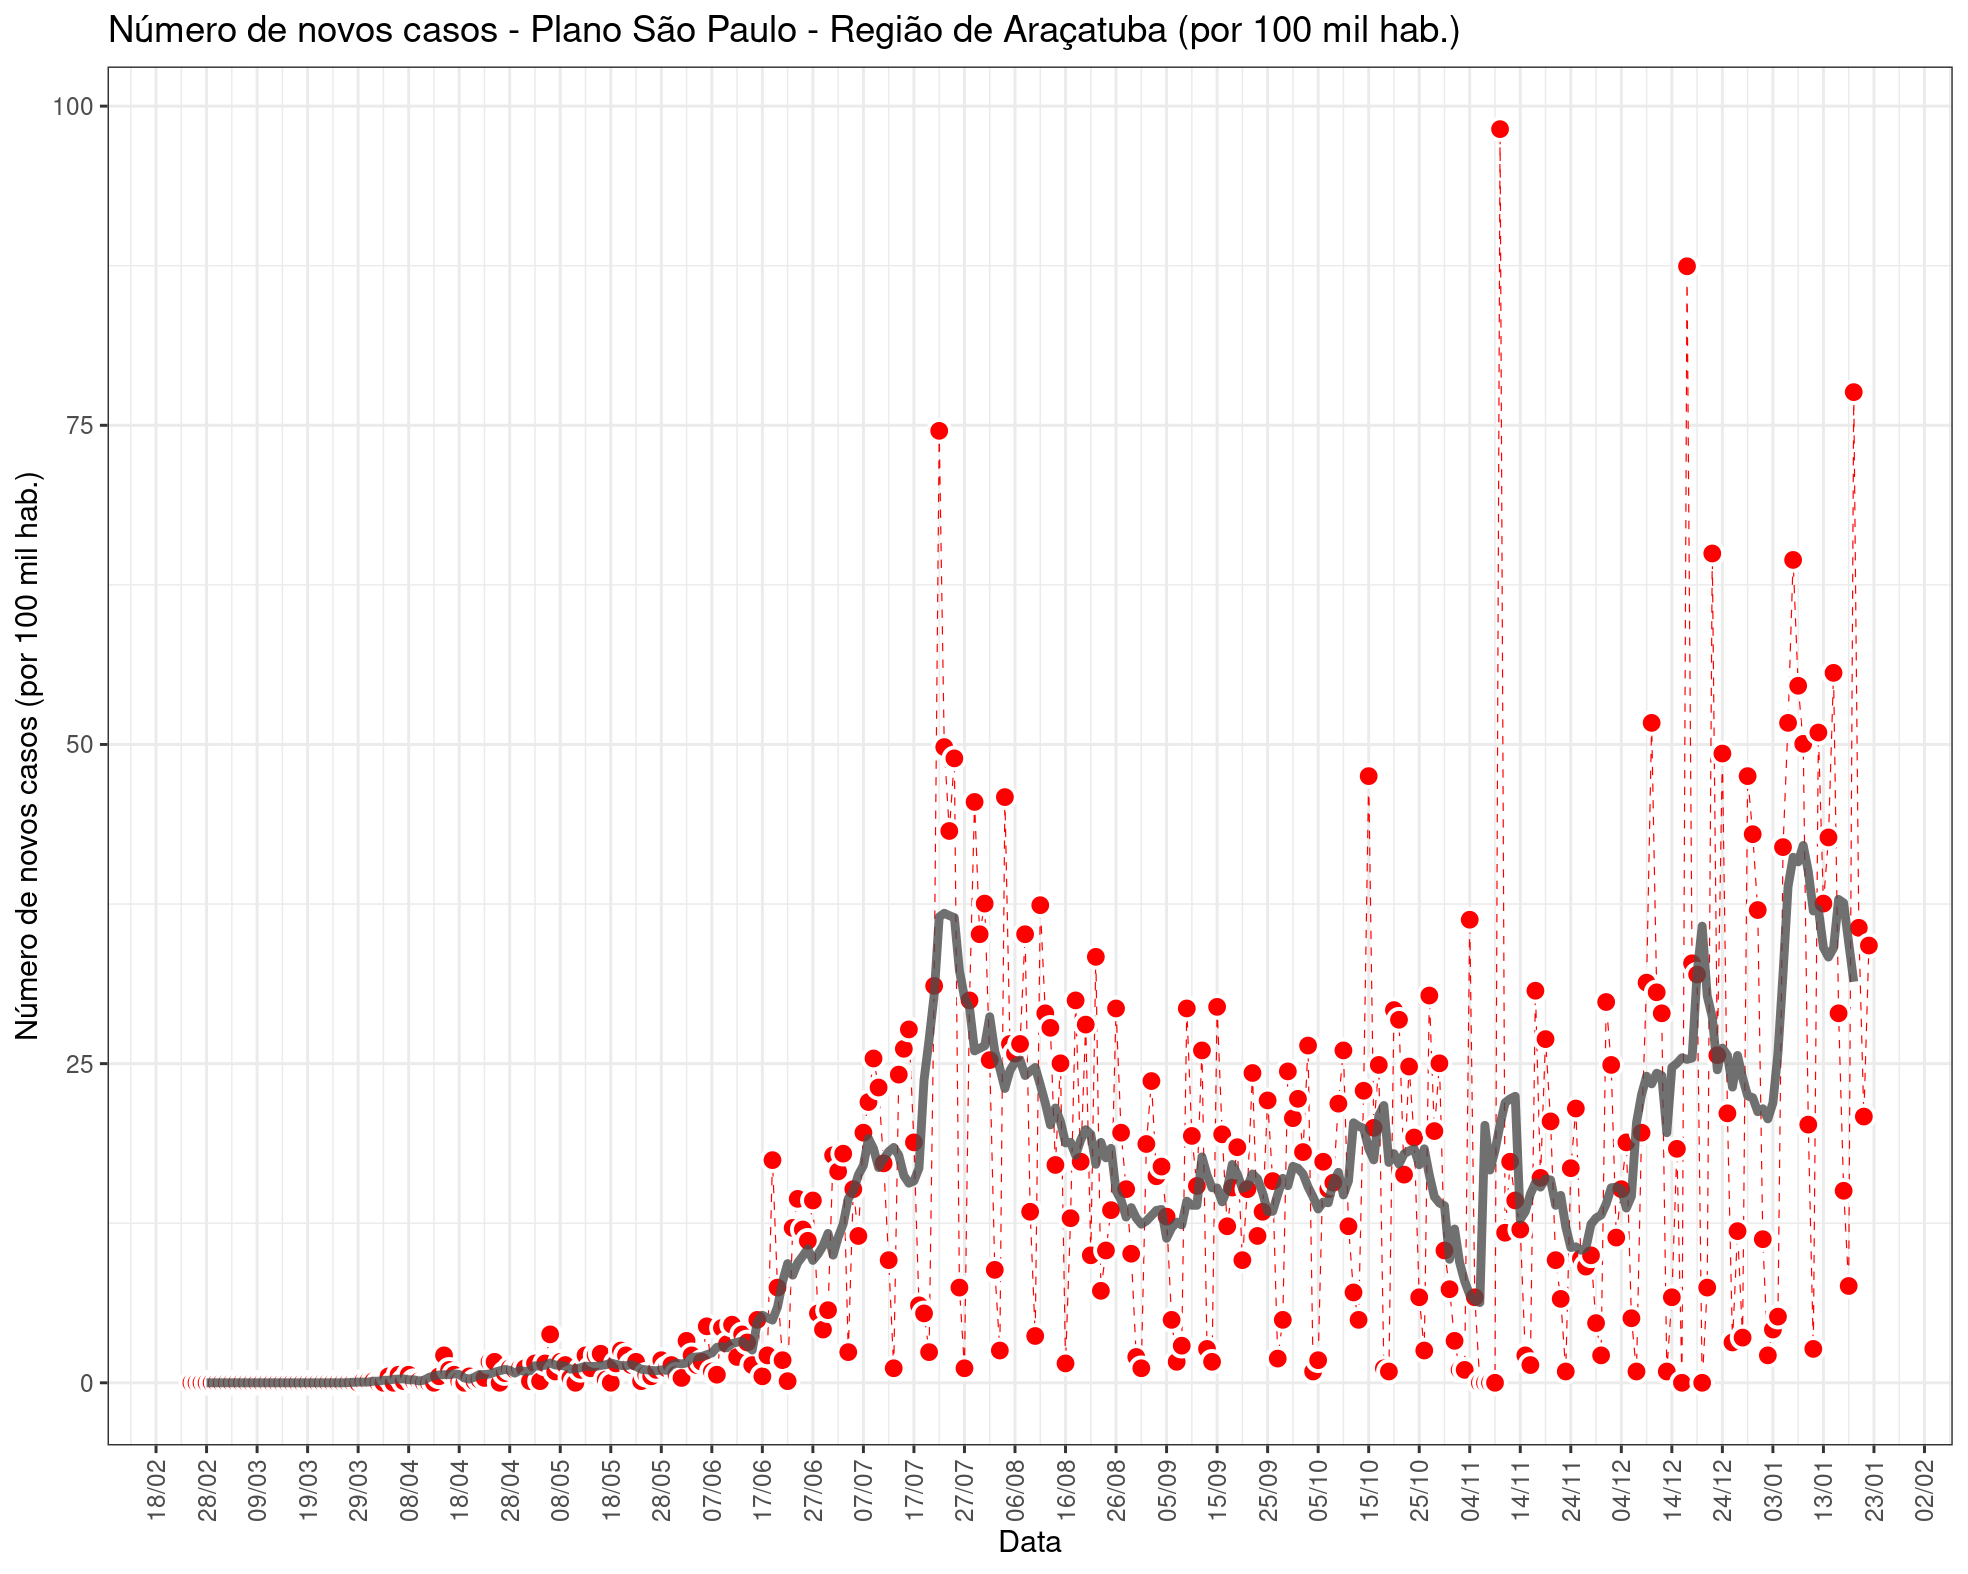 Número de novos casos - Plano São Paulo - Região de Araçatuba (por 100 mil hab.)
Número de novos casos (por 100 mil hab.)
100
75
50
25
0
18/02 28/02 09/03 19/03 29/03 08/04 18/04 28/04 08/05 18/05 28/05 07/06 17/06 27/06 07/07 17/07 27/07 06/08 16/08 26/08 05/09 15/09 25/09 05/10 15/10 25/10 04/11 14/11 24/11 04/12 14/12 24/12 03/01 13/01 23/01 02/02
Data